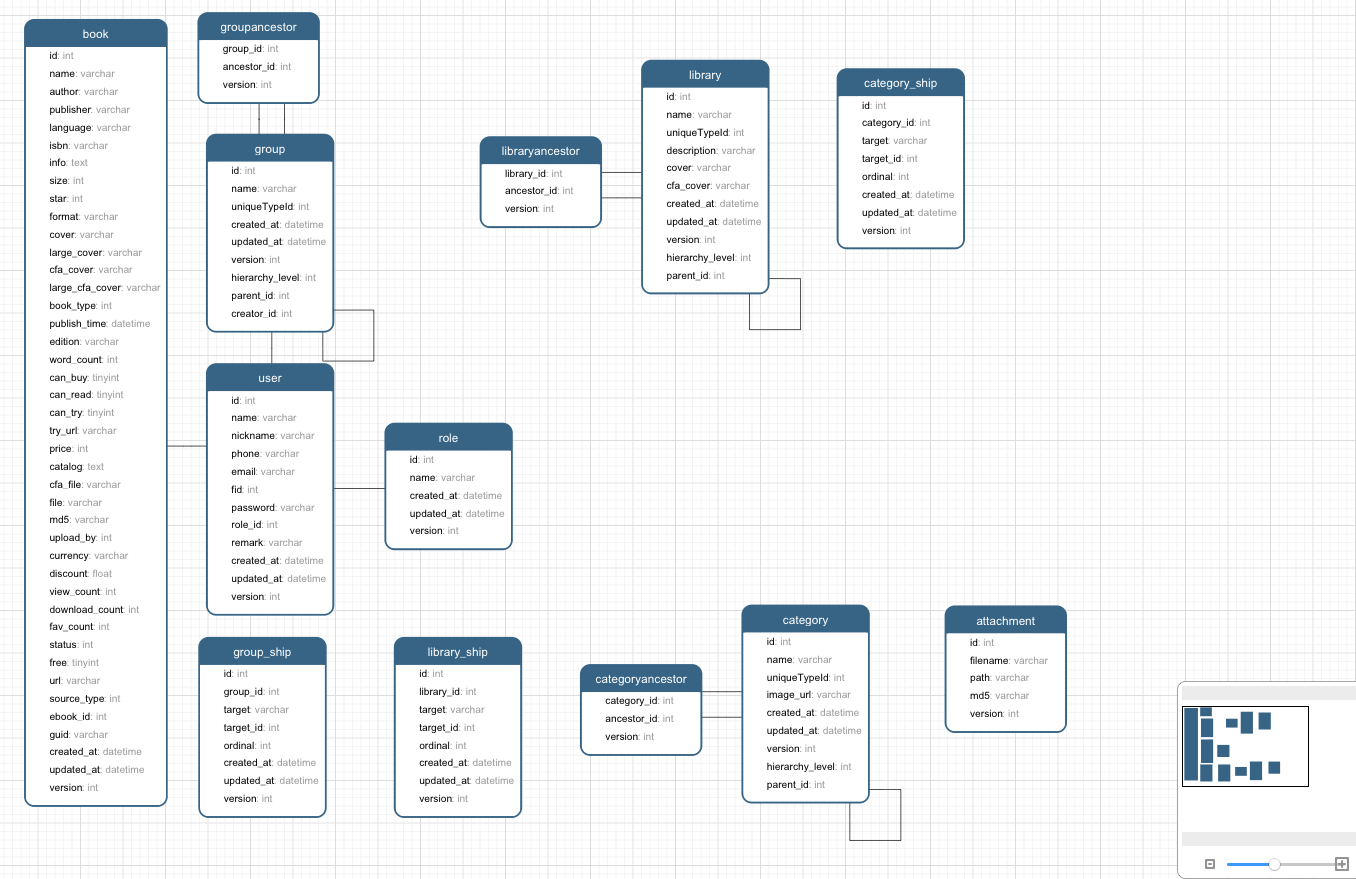 book
id: int
name: varchar
author: varchar
publisher: varchar
language: varchar
isbn: varchar
info: text
size: int
star: int
format: varchar
cover: varchar
large_cover: varchar
cfa_cover: varchar
large_cfa_cover: varchar
book_type: int
publish_time: datetime
edition: varchar
word_count: int
can_buy: tinyint
can_read: tinyint
can_try: tinyint
try_url: varchar
price: int
catalog: text
cfa_file: varchar
file: varchar
md5: varchar
upload_by: int
currency: varchar
discount: float
view_count: int
download_count: int
fav_count: int
status: int
free: tinyint
url: varchar
source_type: int
ebook_id: int
guid: varchar
created_at: datetime
updated_at: datetime
version: int
groupancestor
group_id: int
ancestor_id: int
version: int
group
id: int
name: varchar
uniqueTypeId: int
created_at: datetime
updated_at: datetime
version: int
hierarchy_level: int
parent_id: int
creator_id: int
user
id: int
name: varchar
nickname: varchar
phone: varchar
email: varchar
fid: int
password: varchar
role_id: int
remark: varchar
created_at: datetime
updated_at: datetime
version: int
role
id: int
name: varchar
created_at: datetime
updated_at: datetime
version: int
libraryancestor
library_id: int
ancestor_id: int
version: int
library
id: int
name: varchar
uniqueTypeId: int
description: varchar
cover: varchar
cfa_cover: varchar
created_at: datetime
updated_at: datetime
version: int
hierarchy_level: int
parent_id: int
category_ship
id: int
category_id: int
target: varchar
target_id: int
ordinal: int
created_at: datetime
updated_at: datetime
version: int
group_ship
id: int
group_id: int
target: varchar
target_id: int
ordinal: int
created_at: datetime
updated_at: datetime
version: int
library_ship
id: int
library_id: int
target: varchar
target_id: int
ordinal: int
created_at: datetime
updated_at: datetime
version: int
categoryancestor
category_id: int
ancestor_id: int
version: int
category
id: int
name: varchar
uniqueTypeId: int
image_url: varchar
created_at: datetime
updated_at: datetime
version: int
hierarchy_level: int
parent_id: int
attachment
id: int
filename: varchar
path: varchar
md5: varchar
version: int